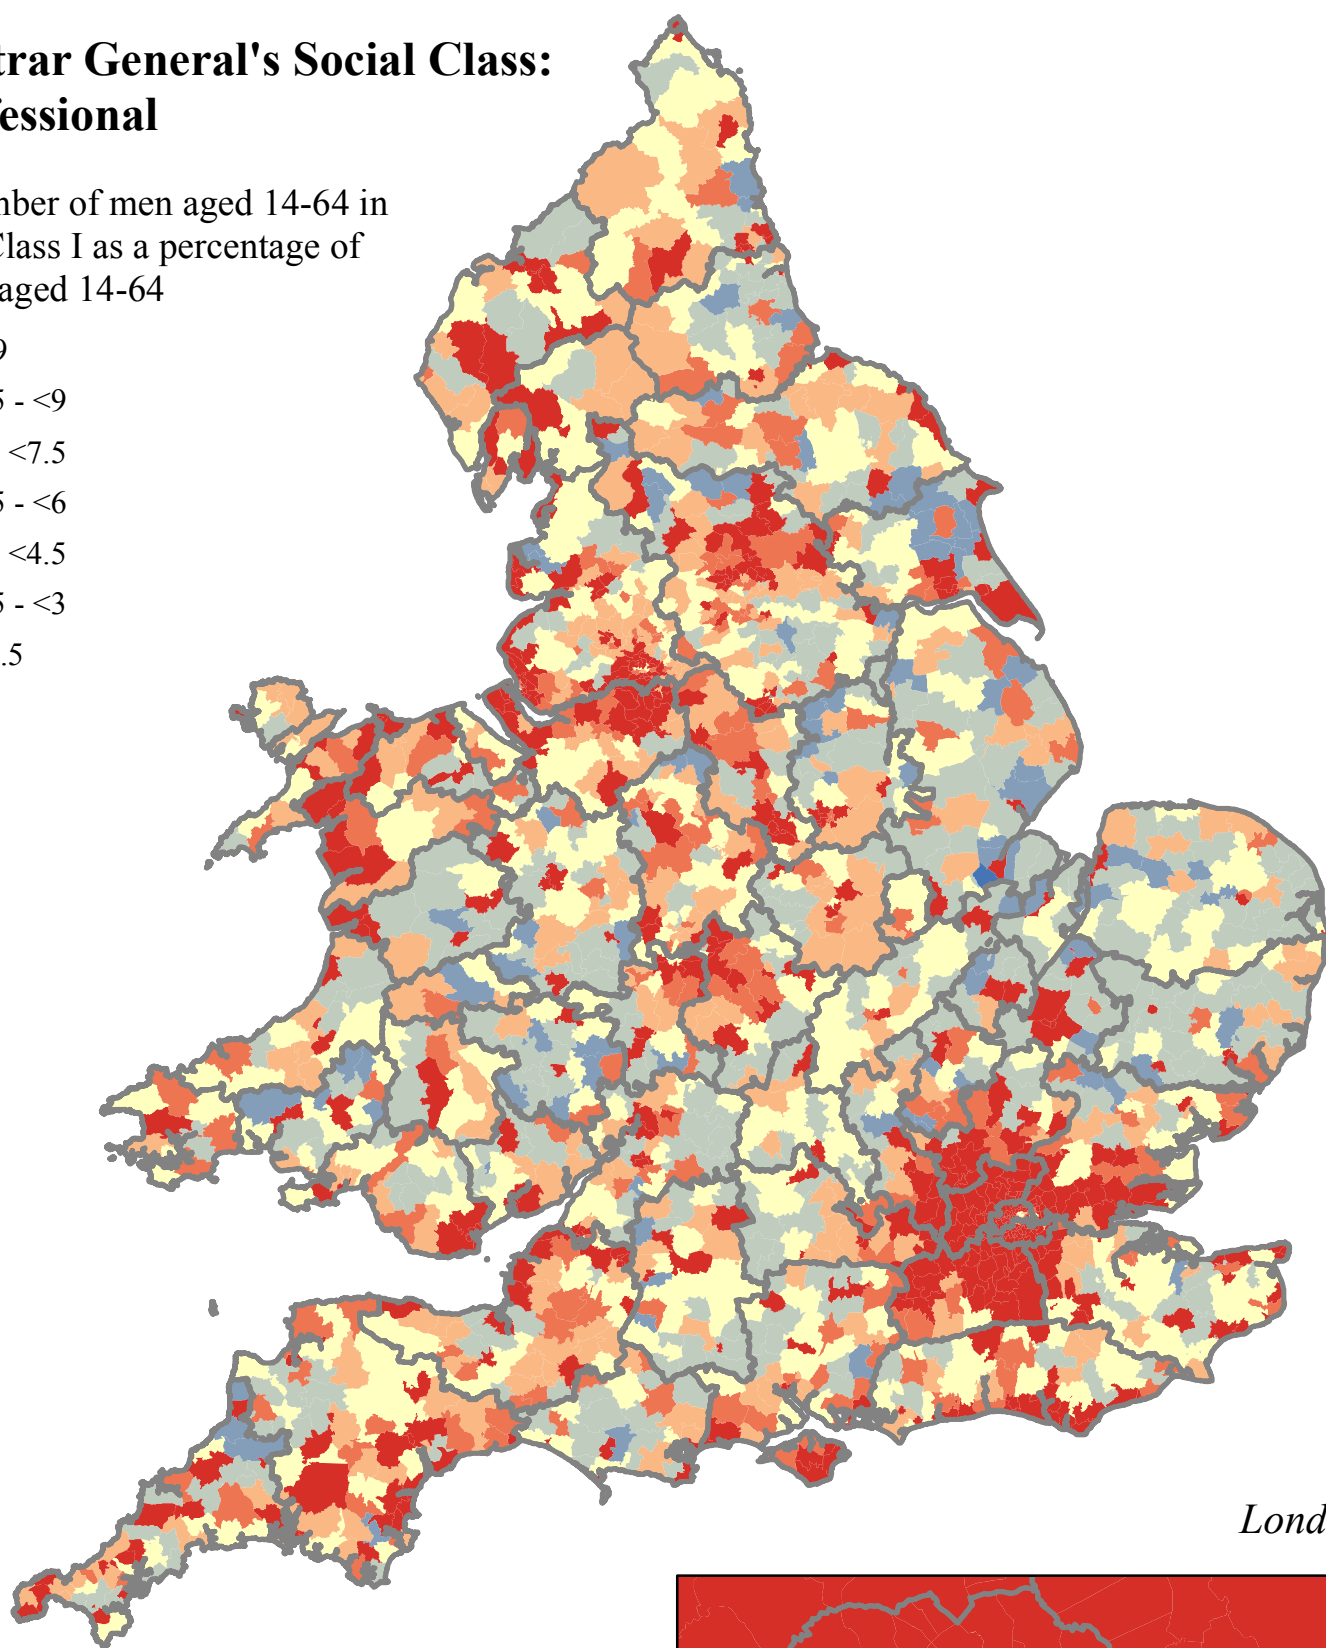 trar General's Social Class:
essional
nber of men aged 14-64 in
Class I as a percentage of
aged 14-64
9
5 - <9
<7.5
5 - <6
<4.5
5 - <3
.5
Lond